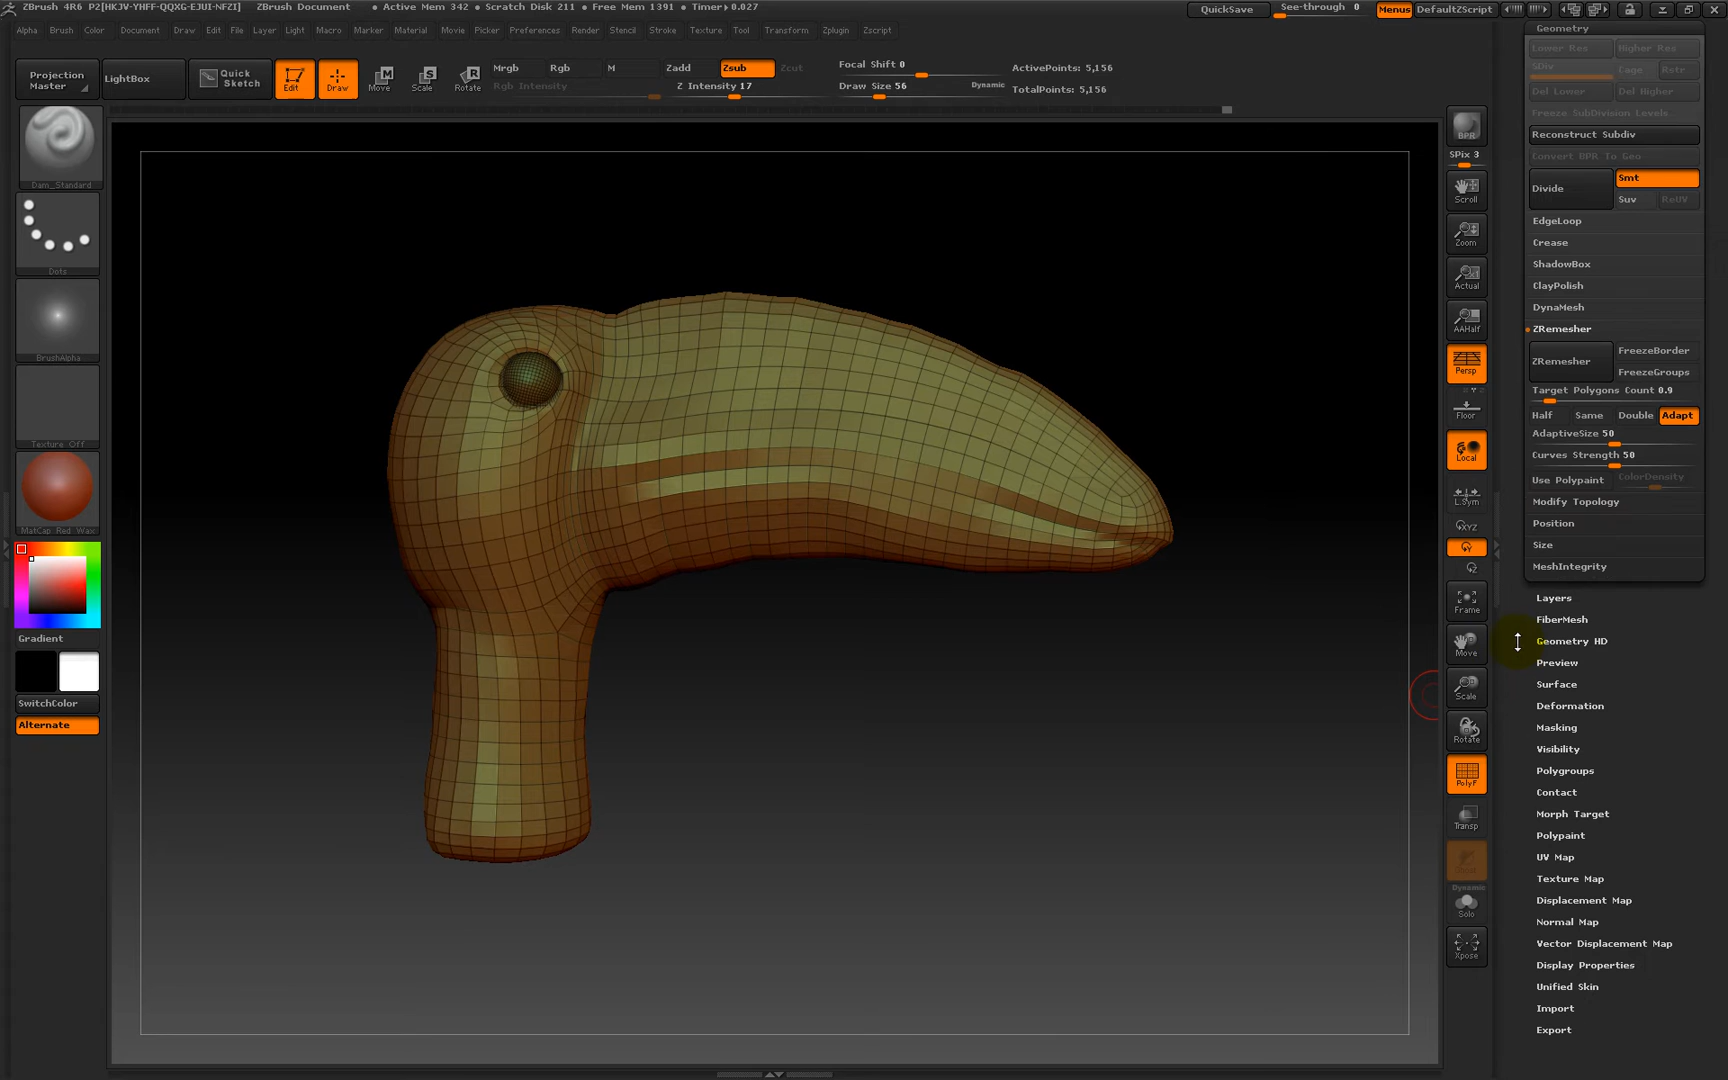 ZBrush 4R6 P2[HKJV-YHFF-QQXG-EJUI-NFZI] ZBrush Document • Active Mem 342 • Scratch Disk 211 • Free Mem 1391 • Timer▸0.027 QuickSave See-through 0 Menus DefaultZScript
Alpha Brush Color Document Draw Edit File Layer Light Macro Marker Material Movie Picker Preferences Render Stencil Stroke Texture Tool Transform Zplugin Zscript
Projection Master LightBox Quick Sketch Edit Draw Move Scale Rotate
Mrgb Rgb M Zadd Zsub Zcut Focal Shift 0 ActivePoints: 5,156
Rgb Intensity Z Intensity 17 Draw Size 56 Dynamic TotalPoints: 5,156
Dam_Standard
Dots
BrushAlpha
Texture Off
MatCap Red Wax
Gradient
SwitchColor
Alternate
BPR
SPix 3
Scroll
Zoom
Actual
AAHalf
Persp
Floor
Local
L.Sym
XYZ
Y
Z
Frame
Move
Scale
Rotate
PolyF
Transp
Dynamic
Solo
Xpose
Geometry
Lower Res Higher Res
SDiv Cage Rstr
Del Lower Del Higher
Freeze SubDivision Levels
Reconstruct Subdiv
Convert BPR To Geo
Divide Smt
Suv ReUV
EdgeLoop
Crease
ShadowBox
ClayPolish
DynaMesh
ZRemesher
ZRemesher FreezeBorder
FreezeGroups
Target Polygons Count 0.9
Half Same Double Adapt
AdaptiveSize 50
Curves Strength 50
Use Polypaint ColorDensity
Modify Topology
Position
Size
MeshIntegrity
Layers
FiberMesh
Geometry HD
Preview
Surface
Deformation
Masking
Visibility
Polygroups
Contact
Morph Target
Polypaint
UV Map
Texture Map
Displacement Map
Normal Map
Vector Displacement Map
Display Properties
Unified Skin
Import
Export